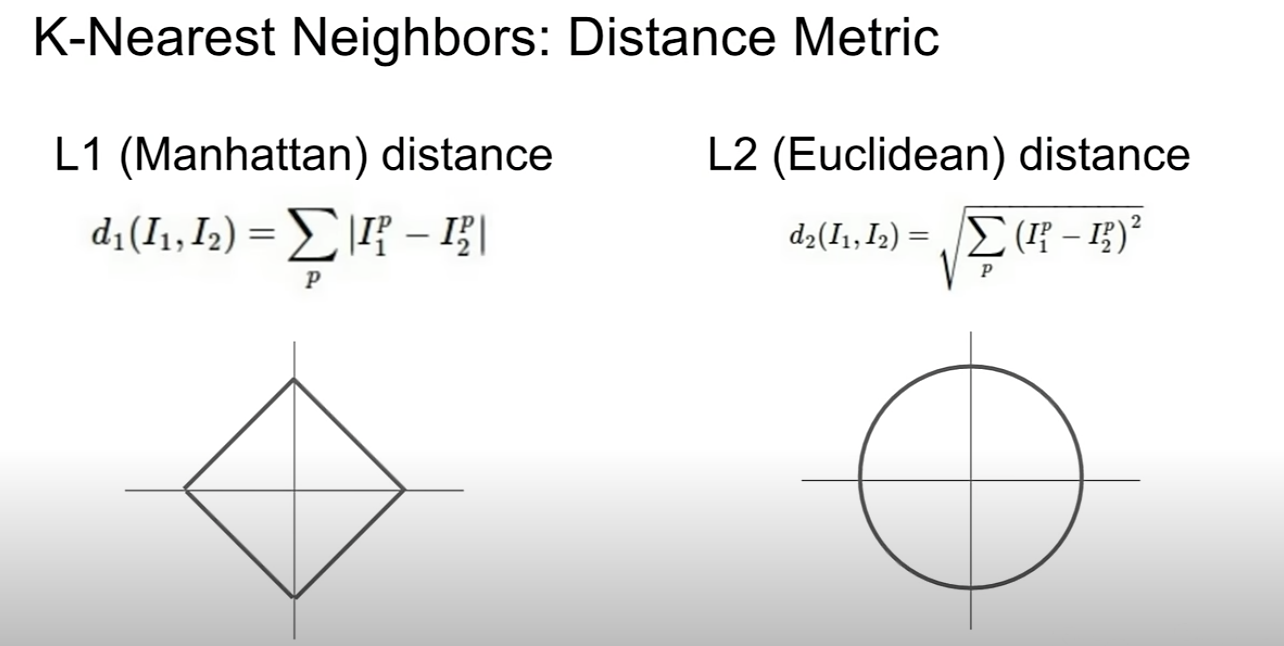 K-Nearest Neighbors: Distance Metric
L1 (Manhattan) distance
d₁(I₁, I₂) = ∑ₚ |I₁ᵖ − I₂ᵖ|
L2 (Euclidean) distance
d₂(I₁, I₂) = √(∑ₚ (I₁ᵖ − I₂ᵖ)²)